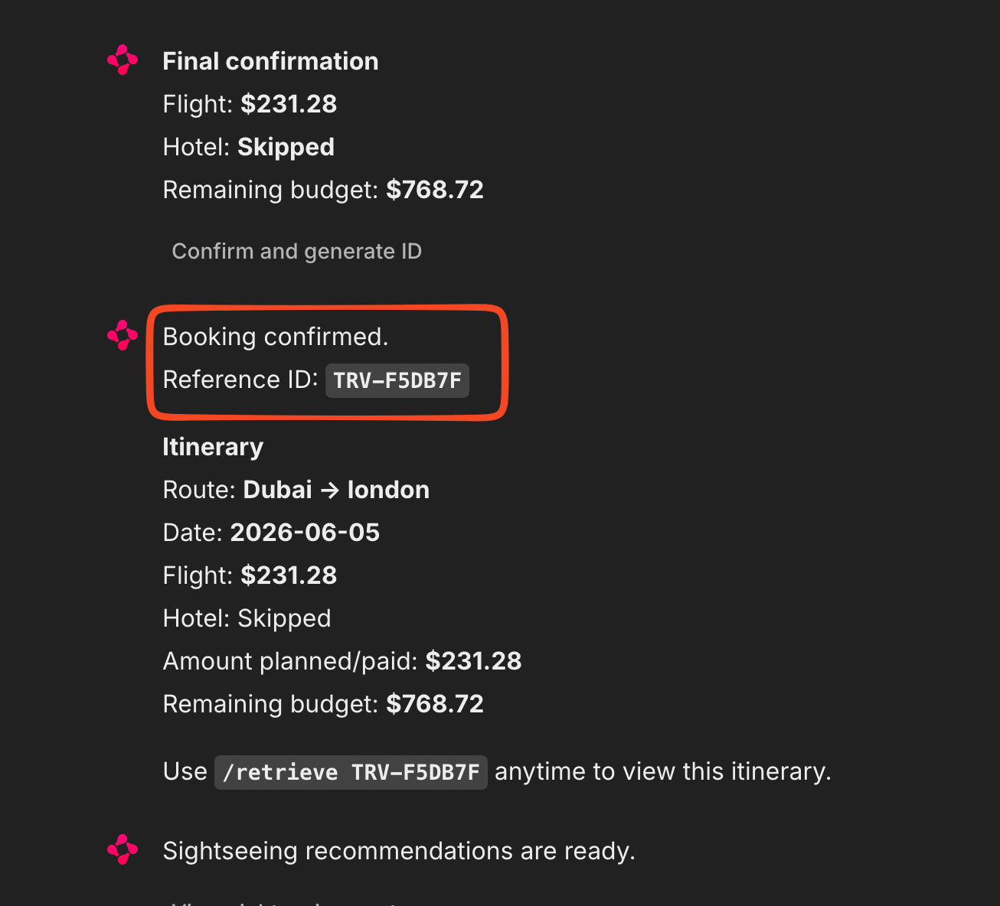 Final confirmation
Flight: $231.28
Hotel: Skipped
Remaining budget: $768.72
Confirm and generate ID
Booking confirmed.
Reference ID: TRV-F5DB7F
Itinerary
Route: Dubai → london
Date: 2026-06-05
Flight: $231.28
Hotel: Skipped
Amount planned/paid: $231.28
Remaining budget: $768.72
Use /retrieve TRV-F5DB7F anytime to view this itinerary.
Sightseeing recommendations are ready.